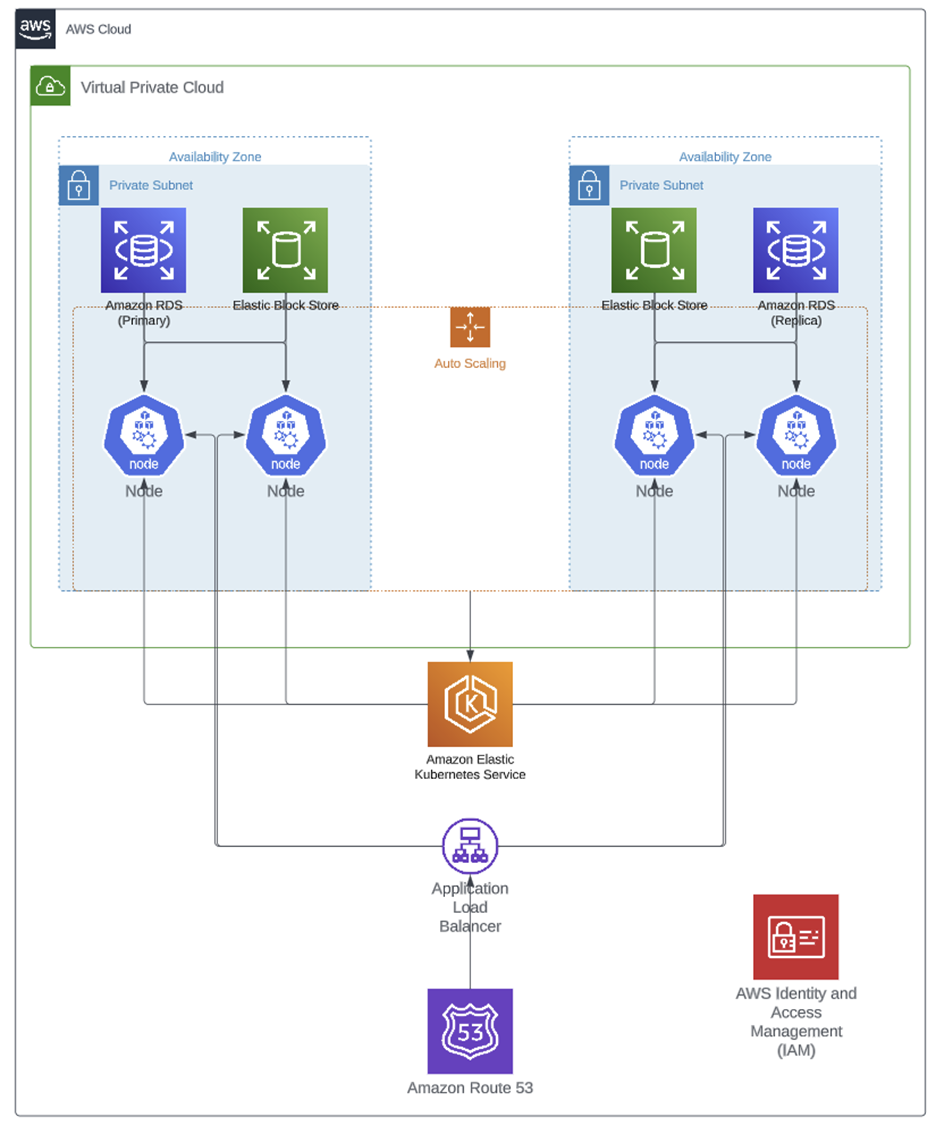 aws
AWS Cloud
Virtual Private Cloud
Availability Zone
Private Subnet
Amazon RDS
(Primary)
Elastic Block Store
Availability Zone
Private Subnet
Elastic Block Store
Amazon RDS
(Replica)
Auto Scaling
node
Node
node
Node
node
Node
node
Node
K
Amazon Elastic
Kubernetes Service
Application
Load
Balancer
53
Amazon Route 53
AWS Identity and
Access
Management
(IAM)